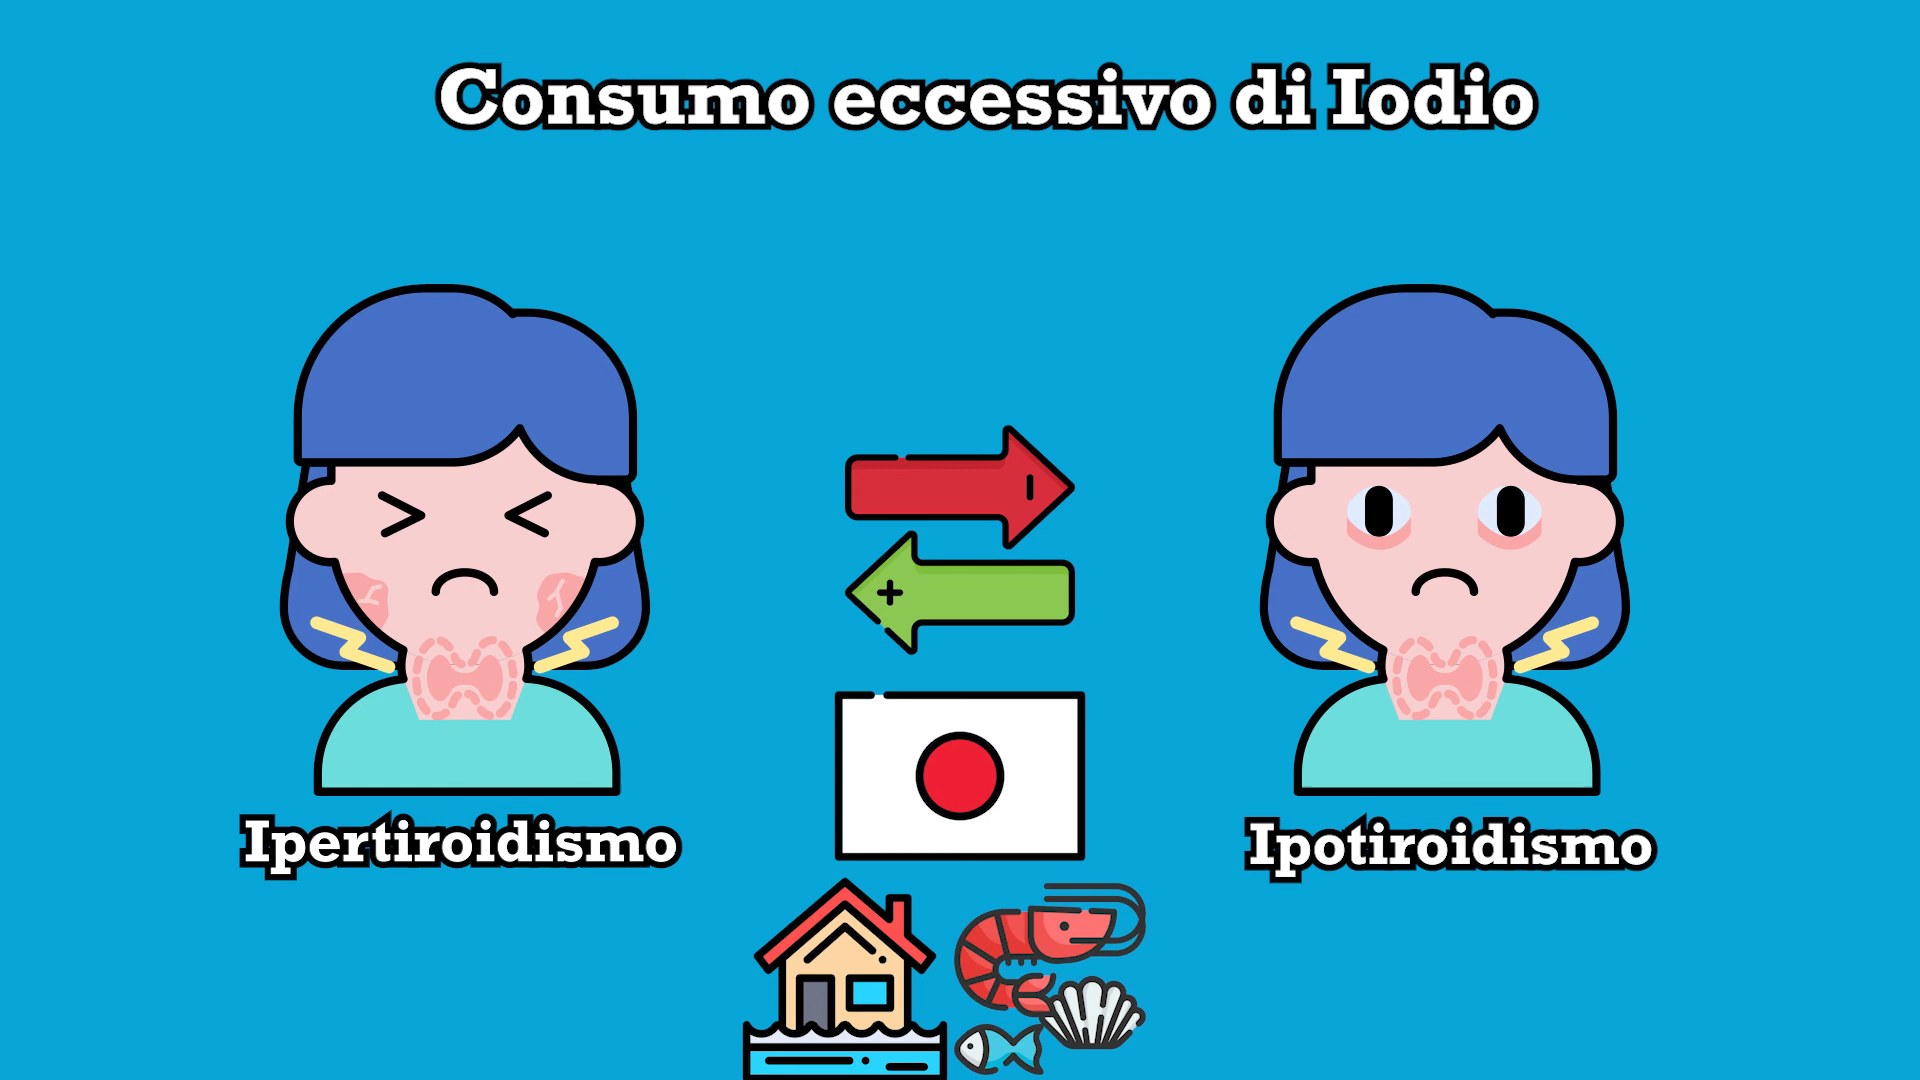 Consumo eccessivo di Iodio
-
+
Ipertiroidismo
Ipotiroidismo